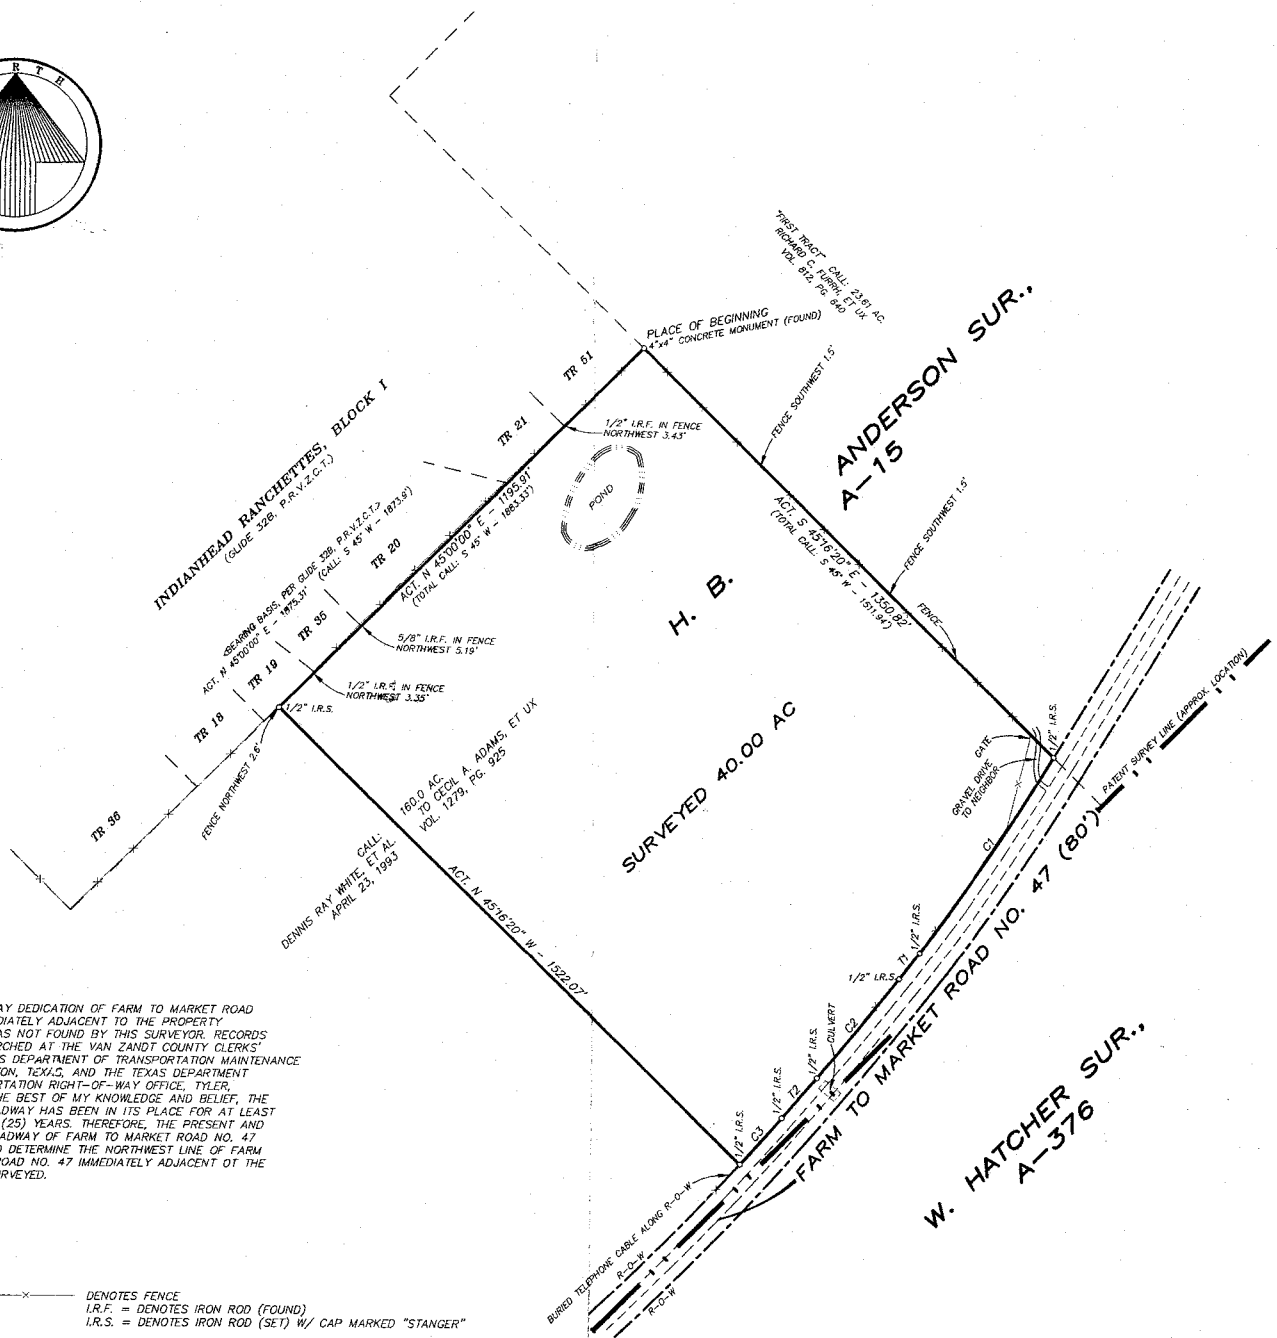 R T H
"FIRST TRACT" CALL: 23.61 AC.
RICHARD C. FURRH, ET UX
VOL. 812, PG. 640
PLACE OF BEGINNING
4"x4" CONCRETE MONUMENT (FOUND)
ANDERSON SUR.,
A-15
TR 51
TR 21
1/2" I.R.F. IN FENCE
NORTHWEST 3.43'
FENCE SOUTHWEST 1.5'
INDIANHEAD RANCHETTES, BLOCK I
(GLIDE 32B, P.R.V.Z.C.T.)
POND
ACT. N 45°00'00" E - 1195.91'
(TOTAL CALL: S 45° W - 1883.33')
ACT. S 45°16'20" E - 1350.82'
(TOTAL CALL: S 45° W - 1511.94')
FENCE SOUTHWEST 1.5'
<BEARING BASIS, PER GLIDE 32B, P.R.V.Z.C.T.>
ACT. N 45°00'00" E - 1875.31' (CALL: S 45° W - 1873.9')
TR 20
H. B.
FENCE
TR 35
5/8" I.R.F. IN FENCE
NORTHWEST 5.19'
TR 19
1/2" I.R.F. IN FENCE
NORTHWEST 3.35'
1/2" I.R.S.
TR 18
FENCE NORTHWEST 2.6'
TR 36
SURVEYED 40.00 AC
CALL: 160.0 AC.
DENNIS RAY WHITE, ET AL TO CECIL A. ADAMS, ET UX
APRIL 23, 1993 VOL. 1279, PG. 925
ACT. N 45°16'20" W - 1522.07'
1/2" I.R.S.
GATE
GRAVEL DRIVE
TO NEIGHBOR
PATENT SURVEY LINE (APPROX. LOCATION)
C1
1/2" I.R.S.
T1
1/2" I.R.S.
C2
CULVERT
1/2" I.R.S.
T2
1/2" I.R.S.
C3
1/2" I.R.S.
FARM TO MARKET ROAD NO. 47 (80')
W. HATCHER SUR.,
A-376
BURIED TELEPHONE CABLE ALONG R-O-W
R-O-W
R-O-W
AY DEDICATION OF FARM TO MARKET ROAD
DIATELY ADJACENT TO THE PROPERTY
AS NOT FOUND BY THIS SURVEYOR. RECORDS
RCHED AT THE VAN ZANDT COUNTY CLERKS'
S DEPARTMENT OF TRANSPORTATION MAINTENANCE
ON, TEXAS, AND THE TEXAS DEPARTMENT
RTATION RIGHT-OF-WAY OFFICE, TYLER,
HE BEST OF MY KNOWLEDGE AND BELIEF, THE
ADWAY HAS BEEN IN ITS PLACE FOR AT LEAST
(25) YEARS. THEREFORE, THE PRESENT AND
ADWAY OF FARM TO MARKET ROAD NO. 47
O DETERMINE THE NORTHWEST LINE OF FARM
ROAD NO. 47 IMMEDIATELY ADJACENT OT THE
RVEYED.
DENOTES FENCE
I.R.F. = DENOTES IRON ROD (FOUND)
I.R.S. = DENOTES IRON ROD (SET) W/ CAP MARKED "STANGER"